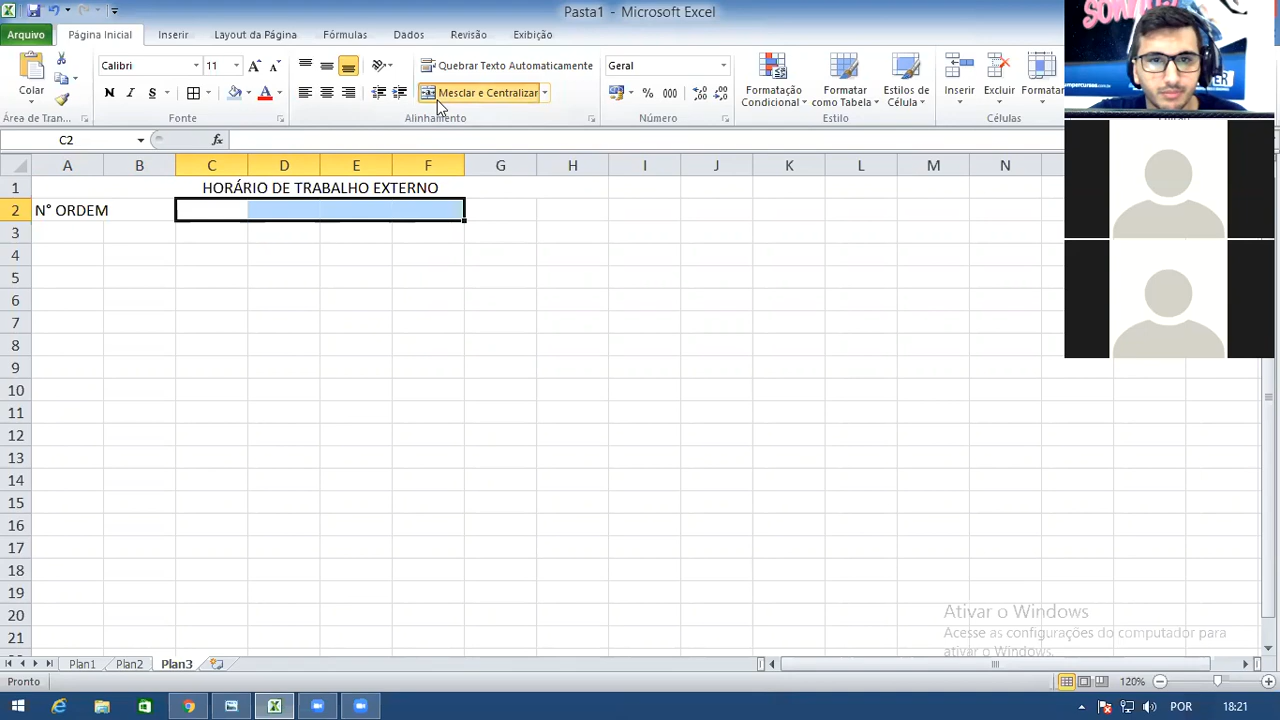 Pasta1 - Microsoft Excel
Arquivo
Página Inicial
Inserir
Layout da Página
Fórmulas
Dados
Revisão
Exibição
Colar
Calibri
11
N I S
A
Quebrar Texto Automaticamente
Mesclar e Centralizar
Geral
% 000
Formatação Condicional
Formatar como Tabela
Estilos de Célula
Inserir
Excluir
Formatar
Área de Tran...
Fonte
Alinhamento
Número
Estilo
Células
C2
fx
A B C D E F G H I J K L M N
1 HORÁRIO DE TRABALHO EXTERNO
2 N° ORDEM
3
4
5
6
7
8
9
10
11
12
13
14
15
16
17
18
19
20
21
Ativar o Windows
Acesse as configurações do computador para
ativar o Windows.
Plan1
Plan2
Plan3
Pronto
120%
POR
18:21